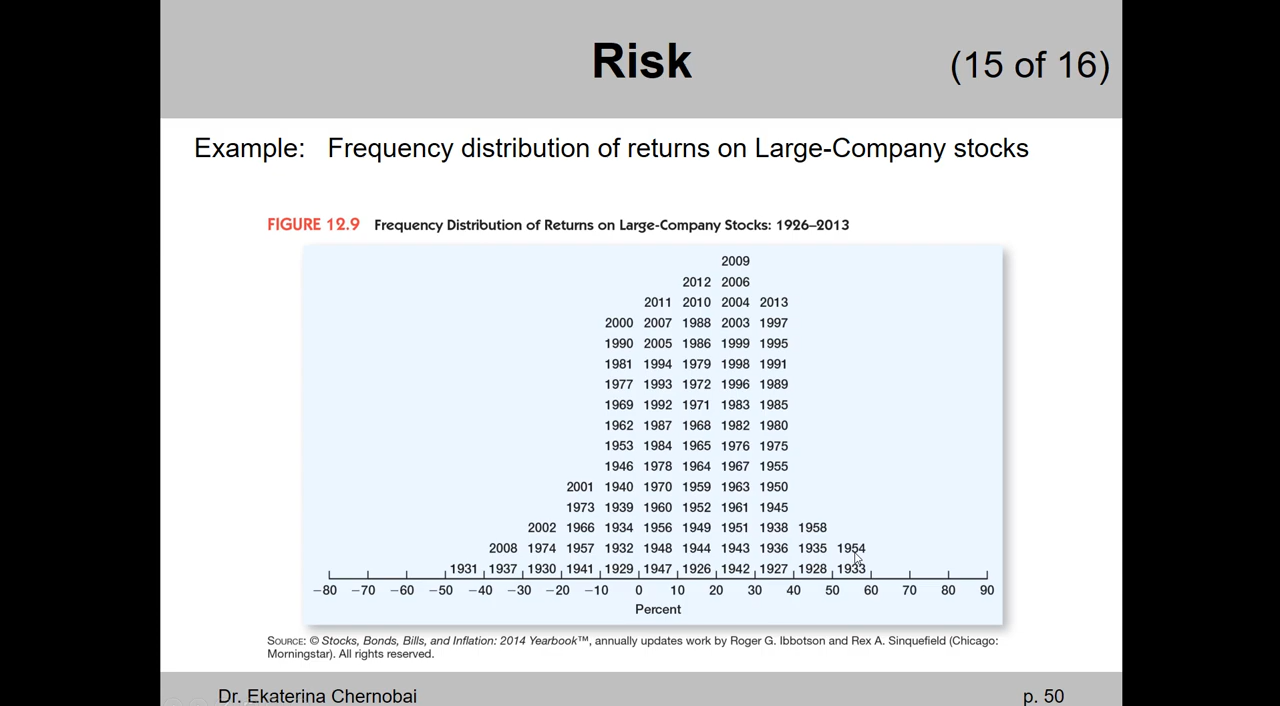 Risk (15 of 16)
Example: Frequency distribution of returns on Large-Company stocks
FIGURE 12.9 Frequency Distribution of Returns on Large-Company Stocks: 1926–2013
2009
2012 2006
2011 2010 2004 2013
2000 2007 1988 2003 1997
1990 2005 1986 1999 1995
1981 1994 1979 1998 1991
1977 1993 1972 1996 1989
1969 1992 1971 1983 1985
1962 1987 1968 1982 1980
1953 1984 1965 1976 1975
1946 1978 1964 1967 1955
2001 1940 1970 1959 1963 1950
1973 1939 1960 1952 1961 1945
2002 1966 1934 1956 1949 1951 1938 1958
2008 1974 1957 1932 1948 1944 1943 1936 1935 1954
1931 1937 1930 1941 1929 1947 1926 1942 1927 1928 1933
−80 −70 −60 −50 −40 −30 −20 −10 0 10 20 30 40 50 60 70 80 90
Percent
SOURCE: © Stocks, Bonds, Bills, and Inflation: 2014 Yearbook™, annually updates work by Roger G. Ibbotson and Rex A. Sinquefield (Chicago:
Morningstar). All rights reserved.
Dr. Ekaterina Chernobai p. 50